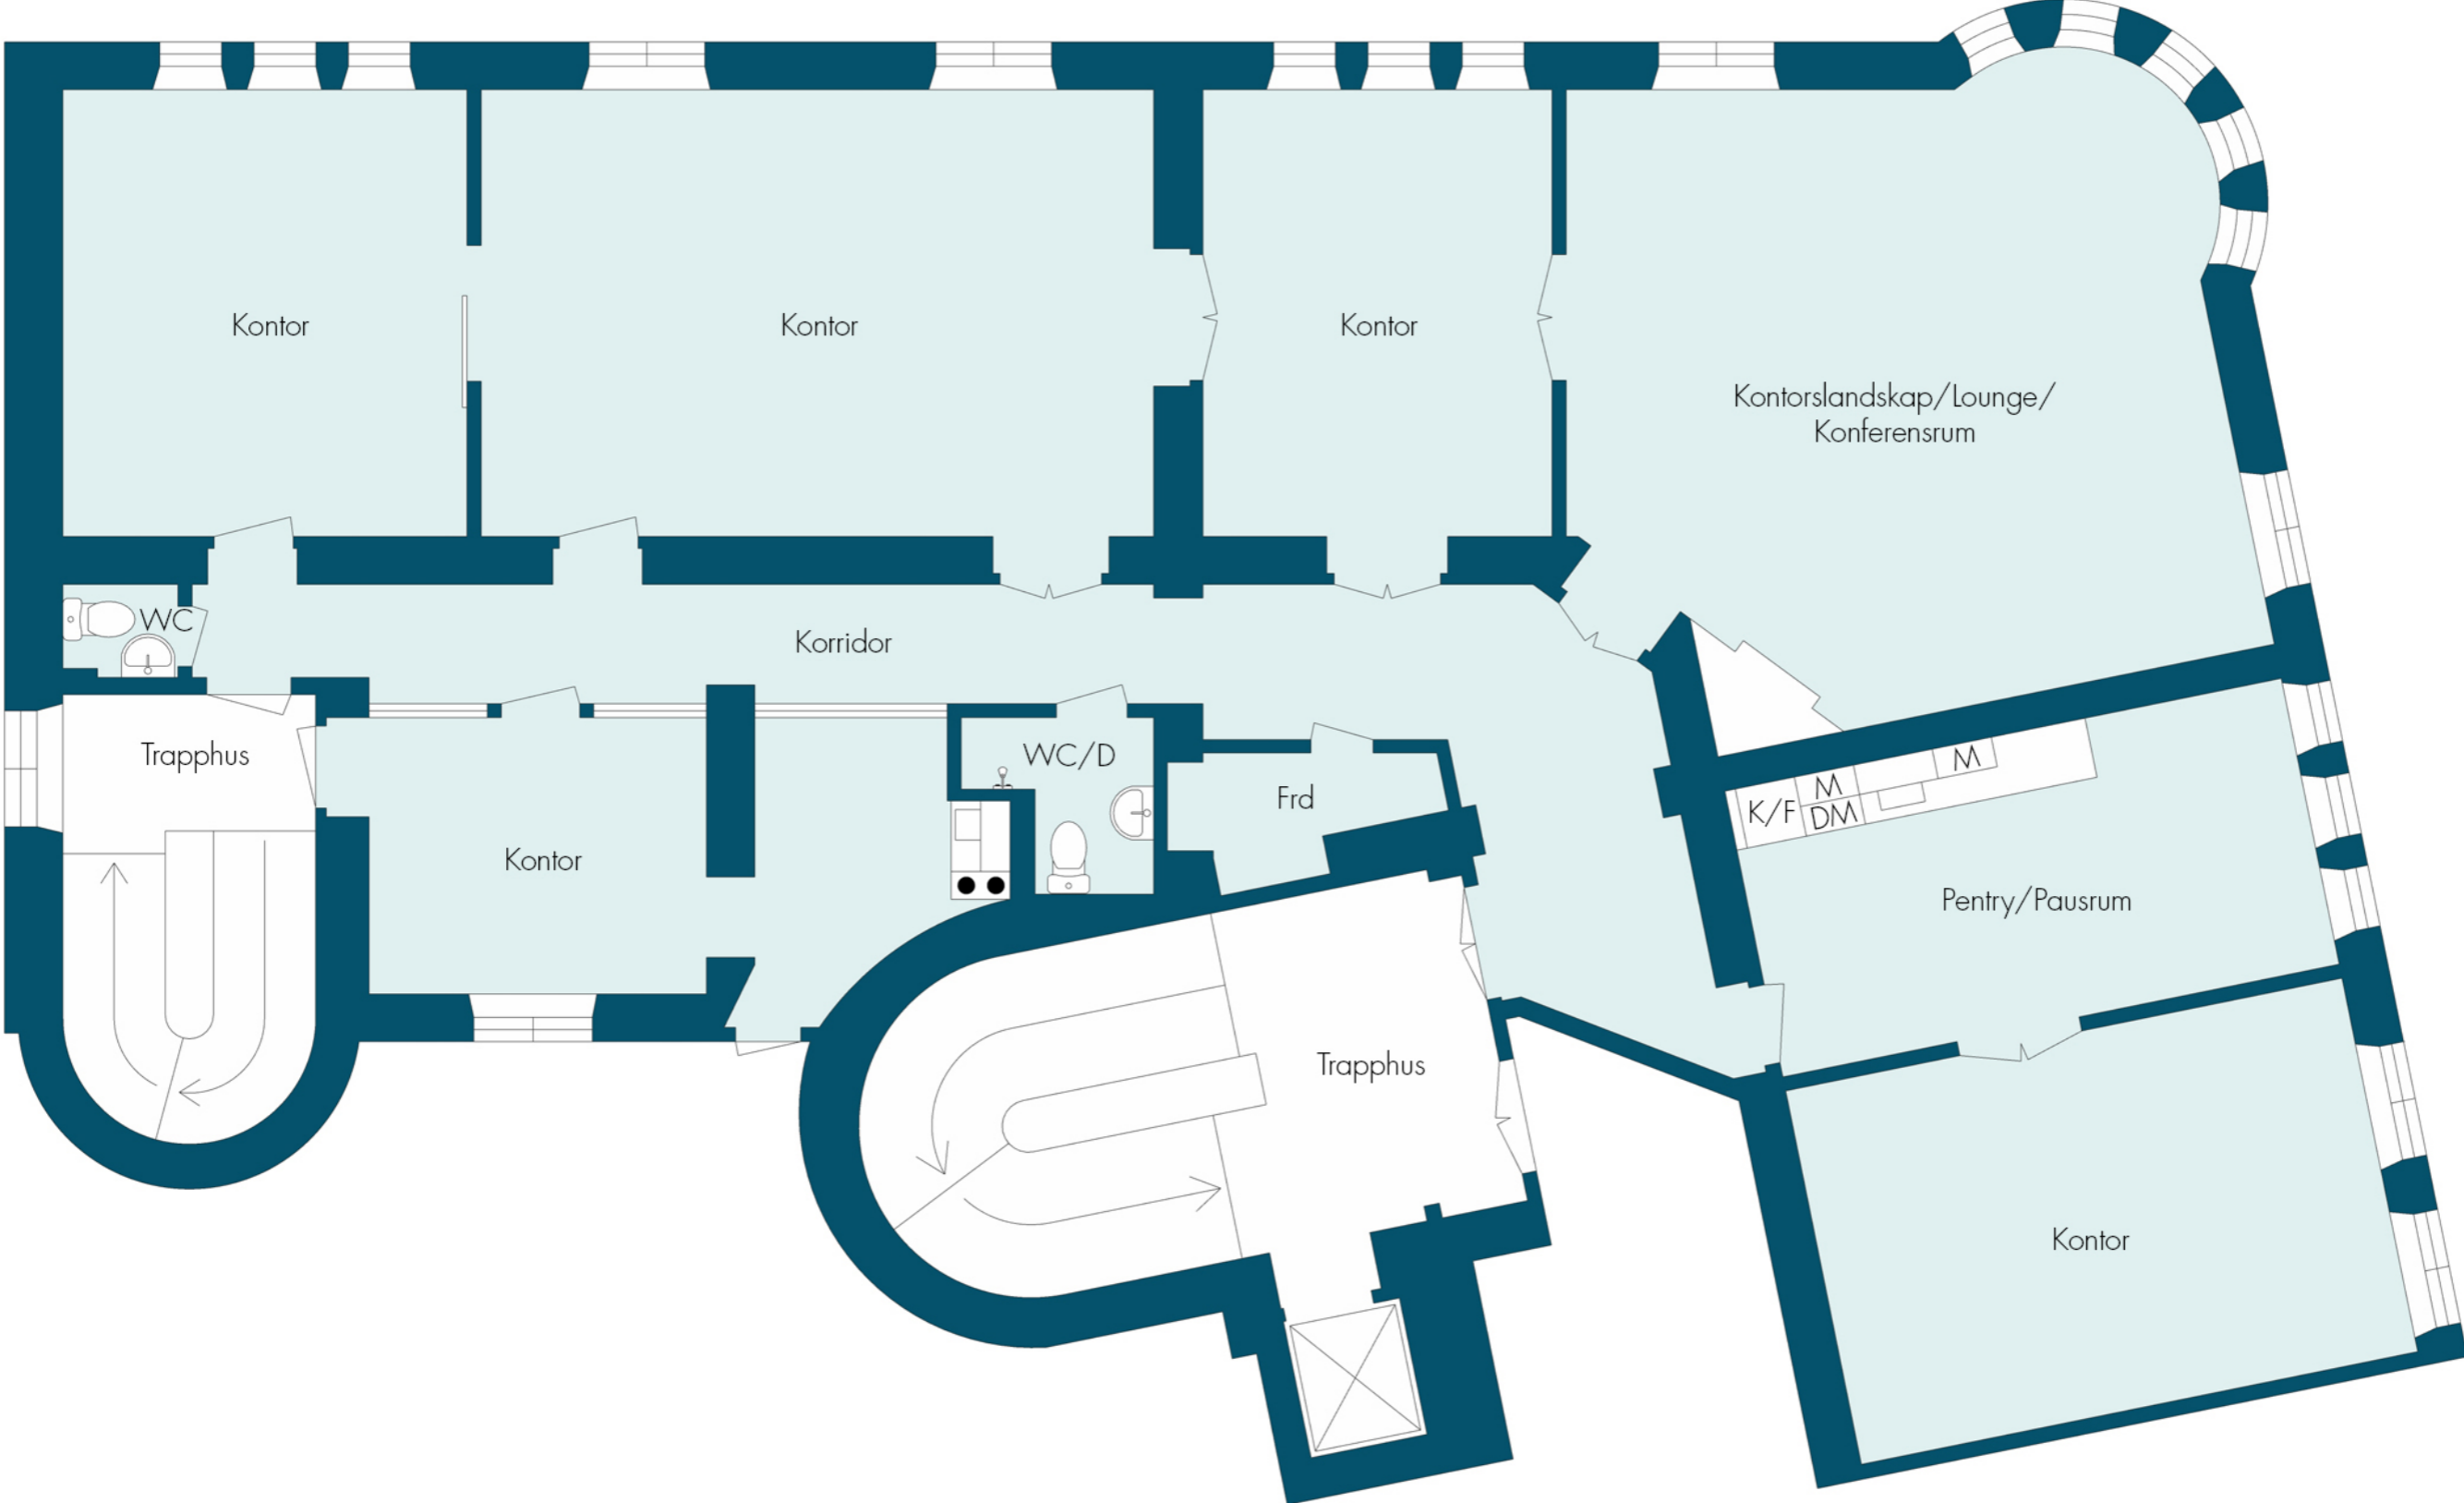 Kontor
Kontor
Kontor
Kontorslandskap/Lounge/
Konferensrum
WC
Korridor
Trapphus
WC/D
M
M
K/F
DM
Frd
Kontor
Pentry/Pausrum
Trapphus
Kontor